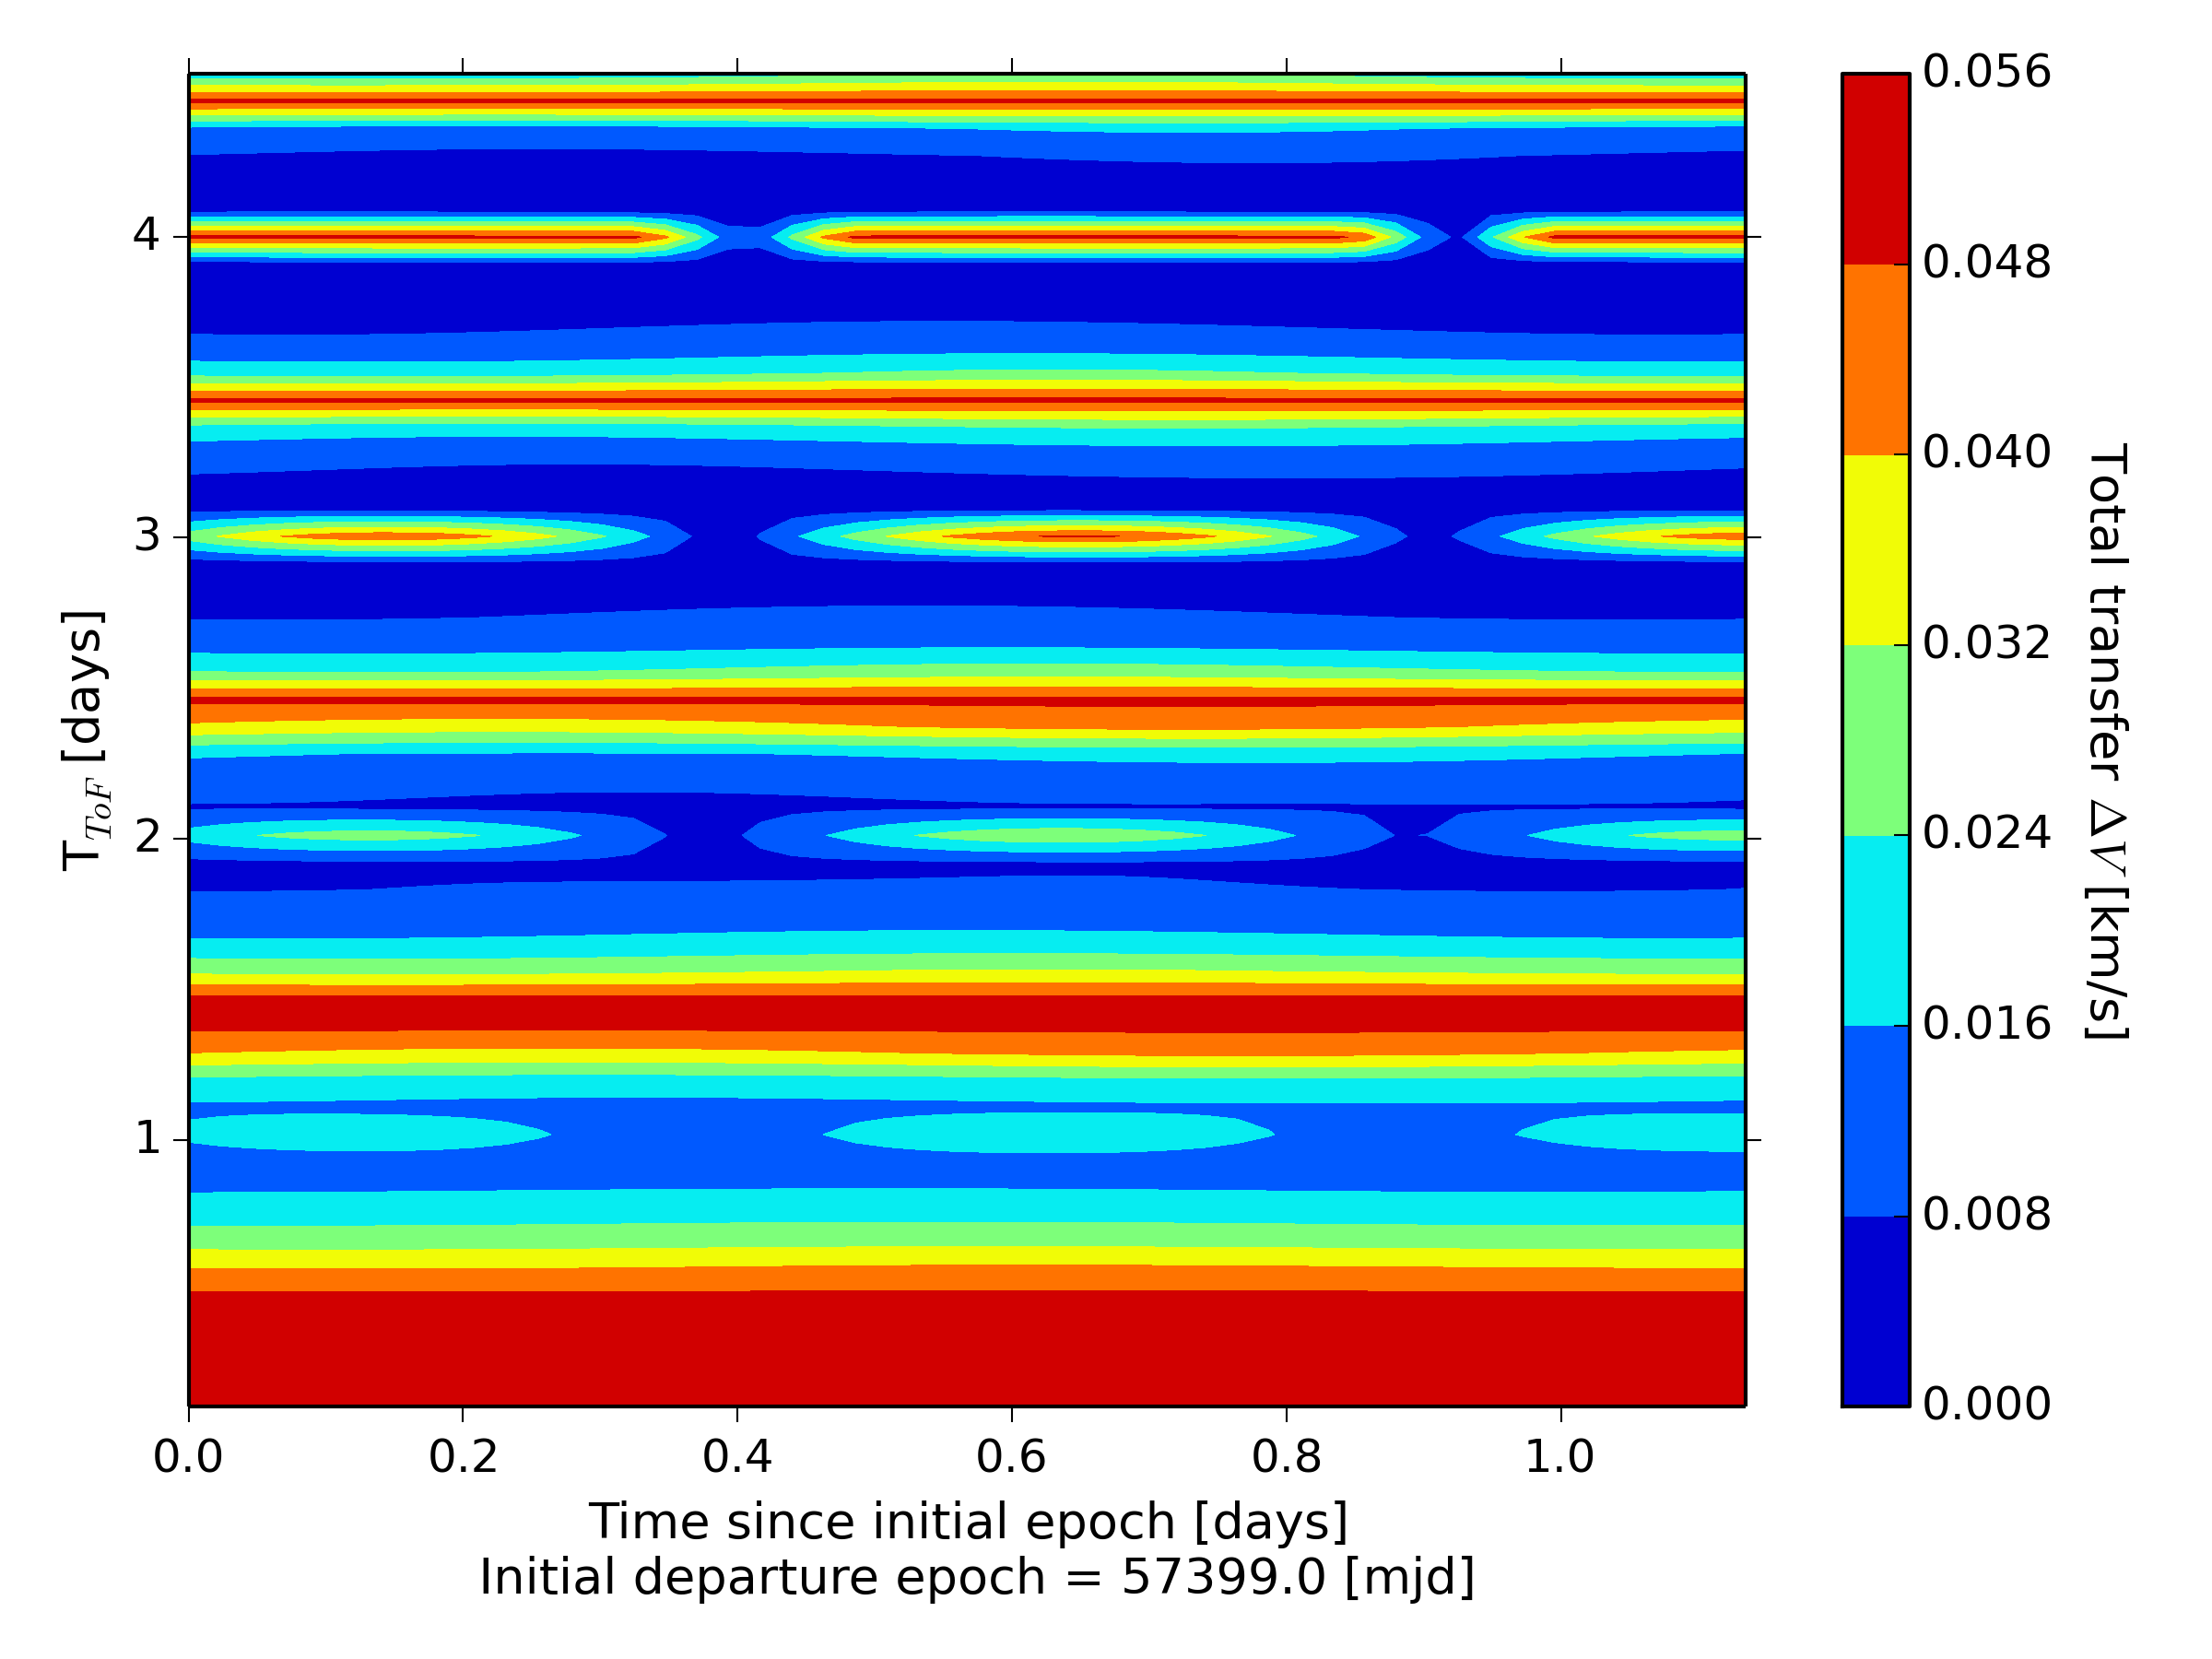 4
3
2
1
T_{ToF} [days]
0.0 0.2 0.4 0.6 0.8 1.0
Time since initial epoch [days]
Initial departure epoch = 57399.0 [mjd]
0.056
0.048
0.040
0.032
0.024
0.016
0.008
0.000
Total transfer ΔV [km/s]